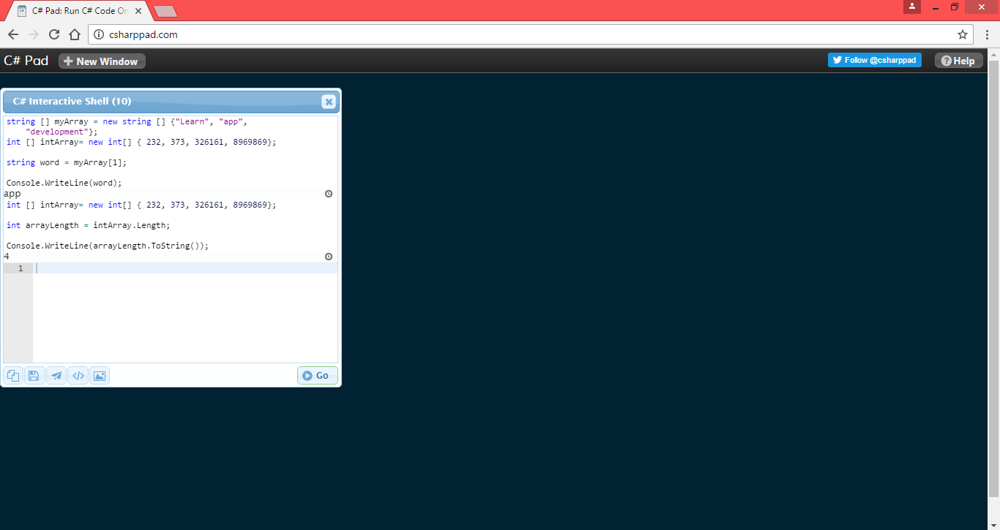 C# Pad: Run C# Code On
csharppad.com
C# Pad
New Window
Follow @csharppad
Help
C# Interactive Shell (10)
string [] myArray = new string [] {"Learn", "app",
"development"};
int [] intArray= new int[] { 232, 373, 326161, 8969869};
string word = myArray[1];
Console.WriteLine(word);
app
int [] intArray= new int[] { 232, 373, 326161, 8969869};
int arrayLength = intArray.Length;
Console.WriteLine(arrayLength.ToString());
4
1
Go